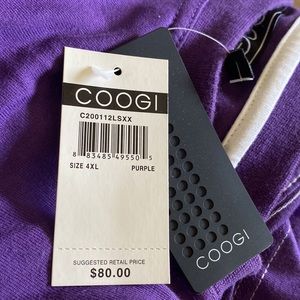 COOGI
C200112LSXX
8 83485 49550 5
SIZE 4XL PURPLE
SUGGESTED RETAIL PRICE
$80.00
COOGI